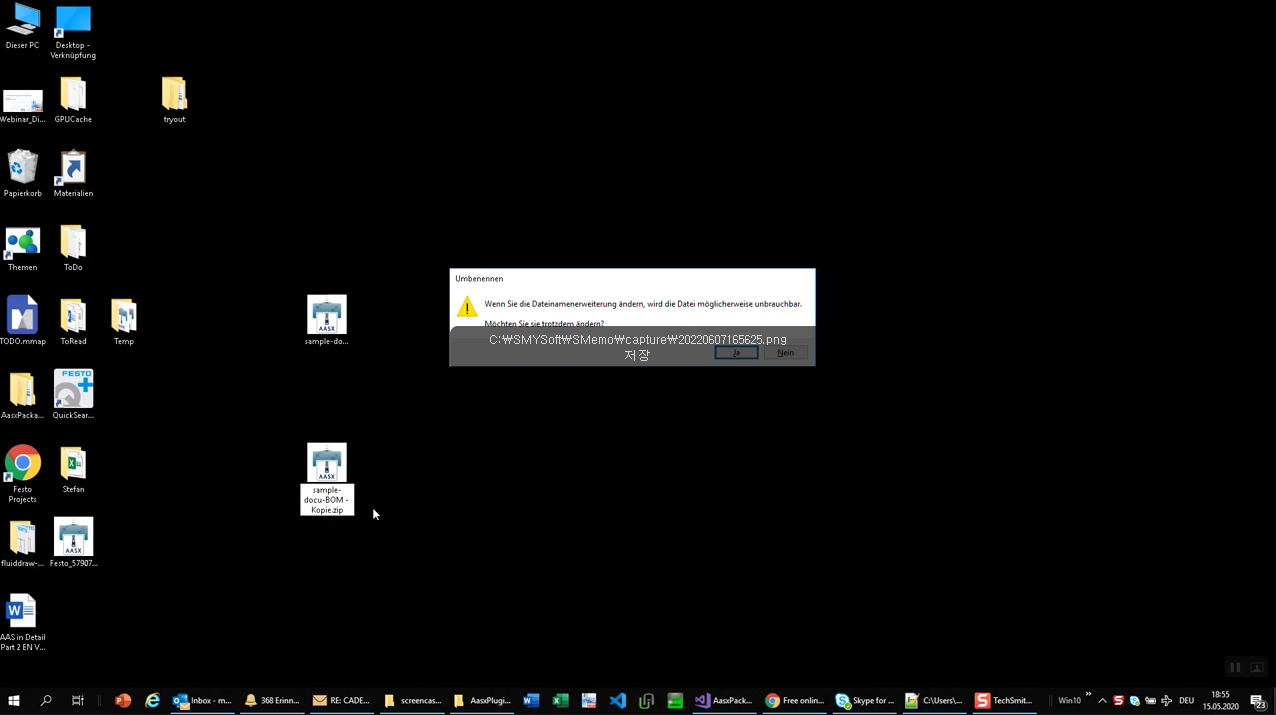 Dieser PC
Desktop -
Verknüpfung
Webinar_Di...
GPUCache
tryout
Papierkorb
Materialien
Themen
ToDo
TODO.mmap
ToRead
Temp
AASX
sample-do...
FESTO
AasxPacka...
QuickSear...
Festo
Projects
Stefan
AASX
sample-
docu-BOM -
Kopie.zip
fluiddraw-...
AASX
Festo_57907...
AAS in Detail
Part 2 EN V...
Umbenennen
Wenn Sie die Dateinamenerweiterung ändern, wird die Datei möglicherweise unbrauchbar.
Möchten Sie sie trotzdem ändern?
C:\SMYSoft\SMemo\capture\20220607165625.png
저장
Ja
Nein
Inbox - m...
368 Erinn...
RE: CADE...
screencas...
AasxPlugi...
AasxPack...
Free onlin...
Skype for ...
C:\Users\...
TechSmit...
Win10
DEU
18:55
15.05.2020
23